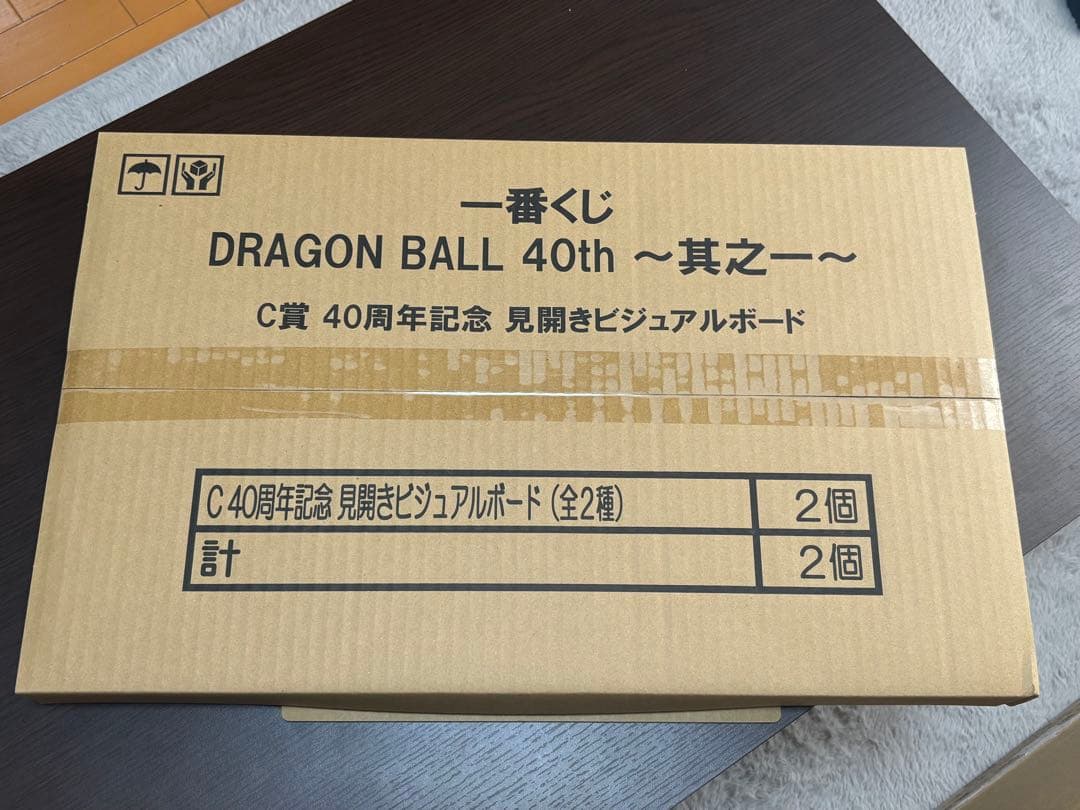 一番くじ
DRAGON BALL 40th ～其之一～
C賞 40周年記念 見開きビジュアルボード
C 40周年記念 見開きビジュアルボード（全2種） 2個
計 2個